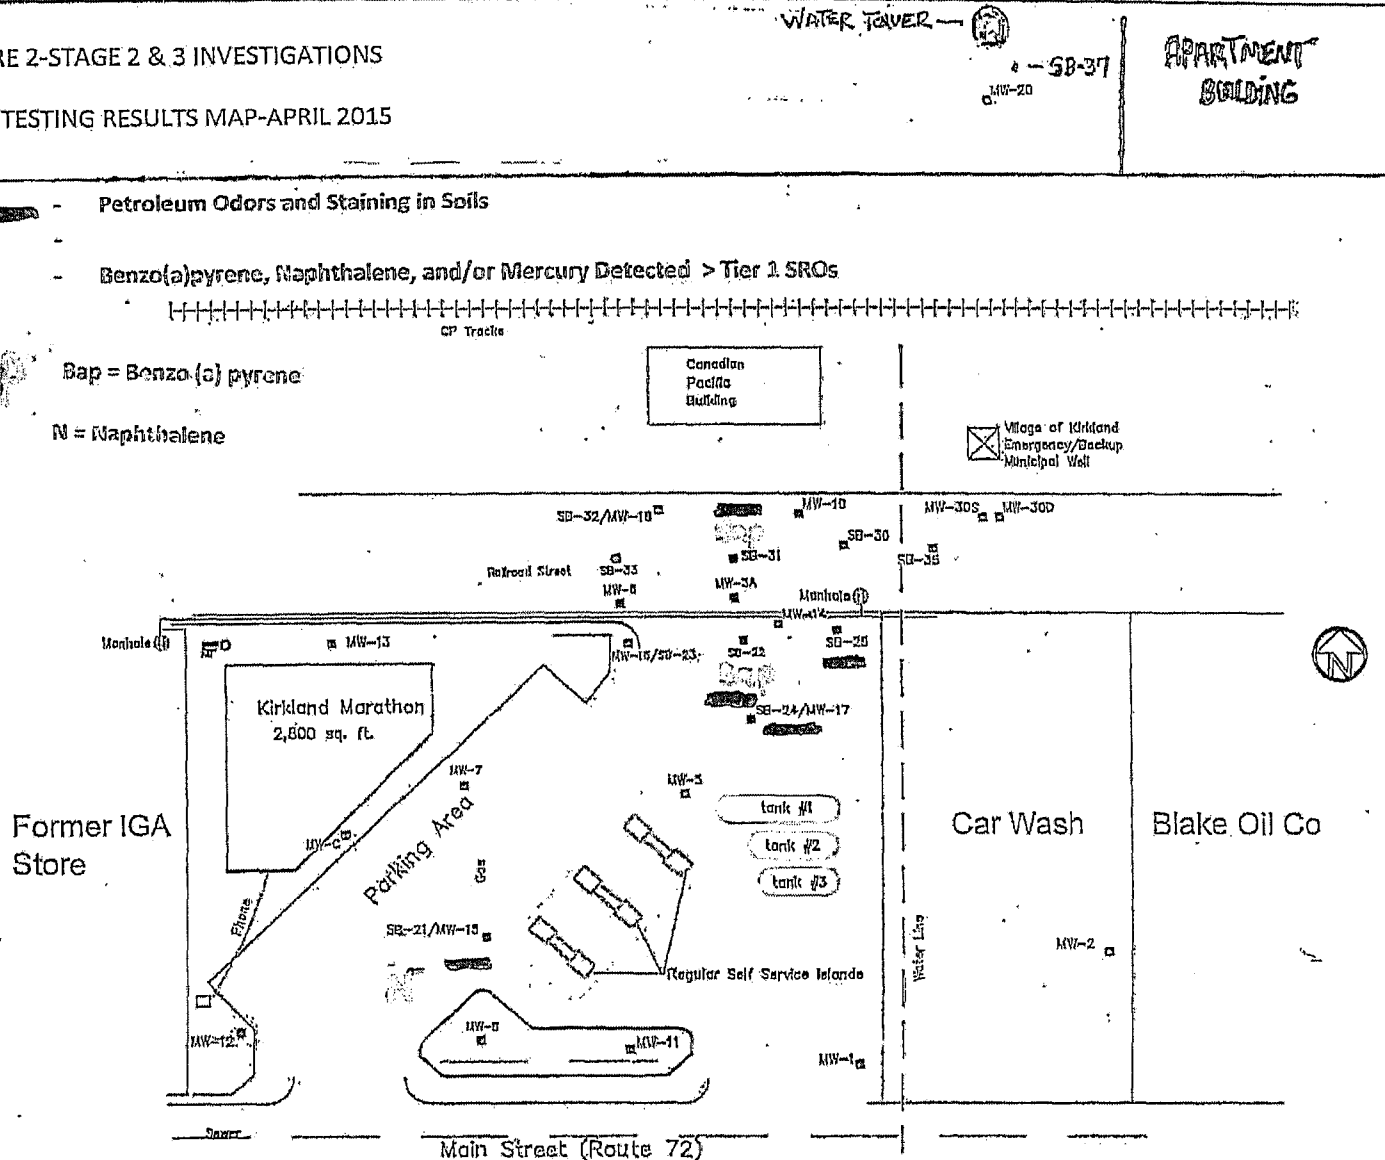 WATER TOWER
RE 2-STAGE 2 & 3 INVESTIGATIONS
- SB-37
APARTMENT
BUILDING
MW-20
TESTING RESULTS MAP-APRIL 2015
- Petroleum Odors and Staining in Soils
-
- Benzo(a)pyrene, Naphthalene, and/or Mercury Detected > Tier 1 SROs
CP Tracks
Bap = Benzo (a) pyrene
Canadian
Pacific
Building
N = Naphthalene
Village of Kirkland
Emergency/Backup
Municipal Well
SB-32/MW-18
MW-10
MW-30S
MW-30D
Bap
SB-30
SB-31
SB-35
Railroad Street
SB-33
MW-6
MW-3A
Manhole
MW-14
Manhole
MW-13
MW-16/SB-23
SB-22
SB-25
Bap
Kirkland Marathon
2,800 sq. ft.
SB-24/MW-17
N
MW-7
MW-5
tank #1
tank #2
tank #3
Former IGA
Store
Parking Area
Car Wash
Blake Oil Co
Gas
Phone
SB-21/MW-15
N
Regular Self Service Islands
Water Line
MW-2
MW-12
MW-11
MW-1
Sewer
Main Street (Route 72)